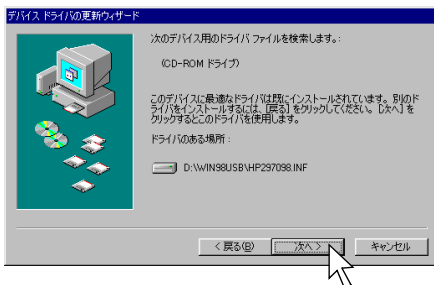 デバイス ドライバの更新ウィザード
次のデバイス用のドライバ ファイルを検索します。:
(CD-ROM ドライブ)
このデバイスに最適なドライバは既にインストールされています。別のド
ライバをインストールするには、[戻る] をクリックしてください。[次へ] を
クリックするとこのドライバを使用します。
ドライバのある場所:
D:\WIN98USB\HP297098.INF
< 戻る(B)
次へ >
キャンセル